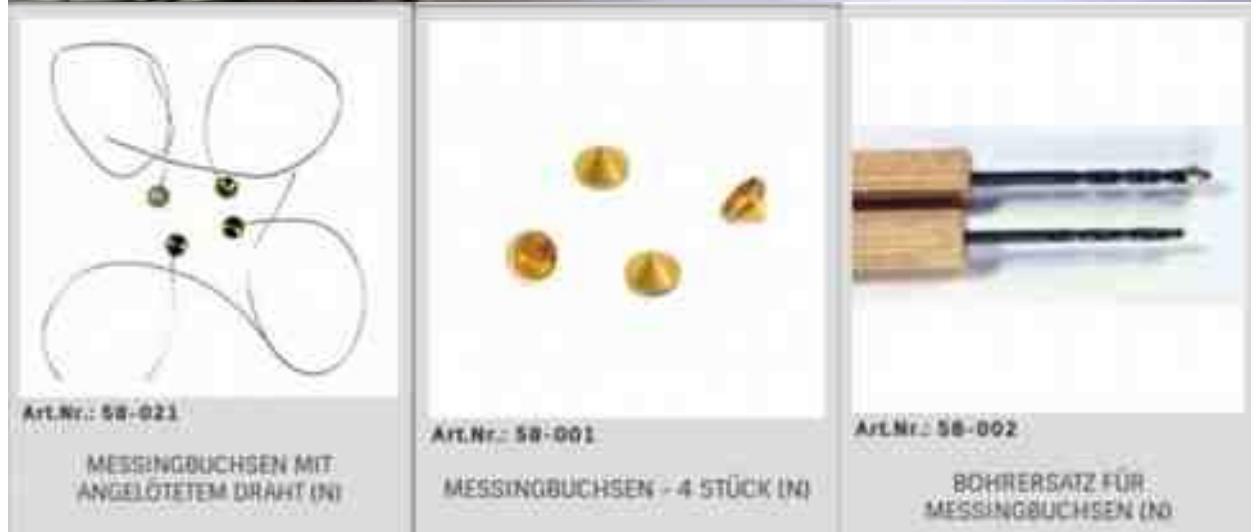 Art.Nr.: 58-021
MESSINGBUCHSEN MIT
ANGELÖTETEM DRAHT (N)
Art.Nr.: 58-001
MESSINGBUCHSEN - 4 STÜCK (N)
Art.Nr.: 58-002
BOHRERSATZ FÜR
MESSINGBUCHSEN (N)